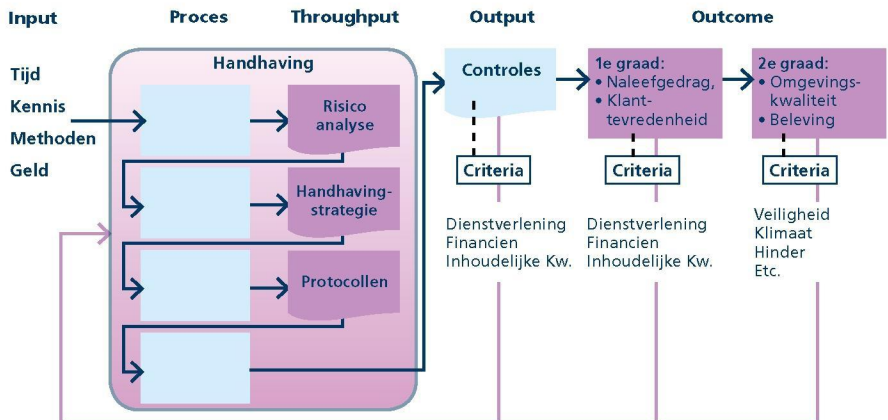 Input
Proces
Throughput
Output
Outcome
Tijd
Kennis
Methoden
Geld
Handhaving
Risico
analyse
Handhaving-
strategie
Protocollen
Controles
1e graad:
• Naleefgedrag,
• Klant-
tevredenheid
2e graad:
• Omgevings-
kwaliteit
• Beleving
Criteria
Criteria
Criteria
Dienstverlening
Financien
Inhoudelijke Kw.
Dienstverlening
Financien
Inhoudelijke Kw.
Veiligheid
Klimaat
Hinder
Etc.